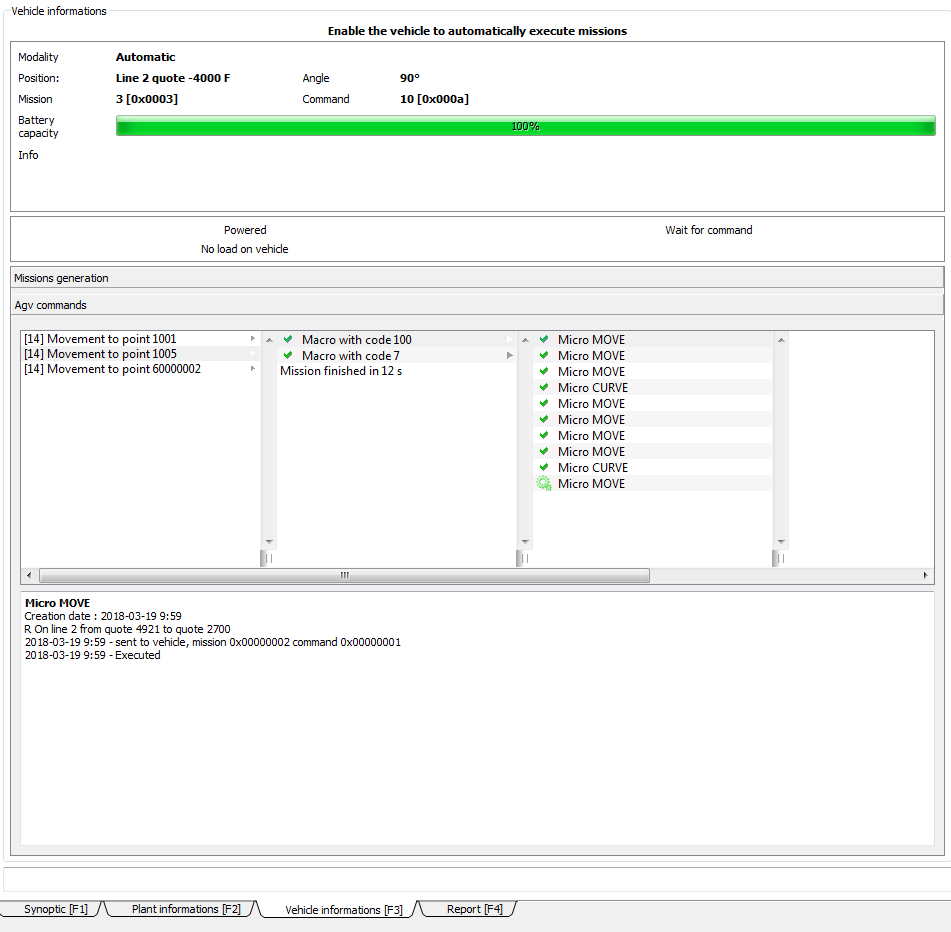 Vehicle informations
Enable the vehicle to automatically execute missions
Modality Automatic
Position: Line 2 quote -4000 F Angle 90°
Mission 3 [0x0003] Command 10 [0x000a]
Battery capacity 100%
Info
Powered Wait for command
No load on vehicle
Missions generation
Agv commands
[14] Movement to point 1001
[14] Movement to point 1005
[14] Movement to point 60000002
Macro with code 100
Macro with code 7
Mission finished in 12 s
Micro MOVE
Micro MOVE
Micro MOVE
Micro CURVE
Micro MOVE
Micro MOVE
Micro MOVE
Micro MOVE
Micro CURVE
Micro MOVE
Micro MOVE
Creation date : 2018-03-19 9:59
R On line 2 from quote 4921 to quote 2700
2018-03-19 9:59 - sent to vehicle, mission 0x00000002 command 0x00000001
2018-03-19 9:59 - Executed
Synoptic [F1] Plant informations [F2] Vehicle informations [F3] Report [F4]